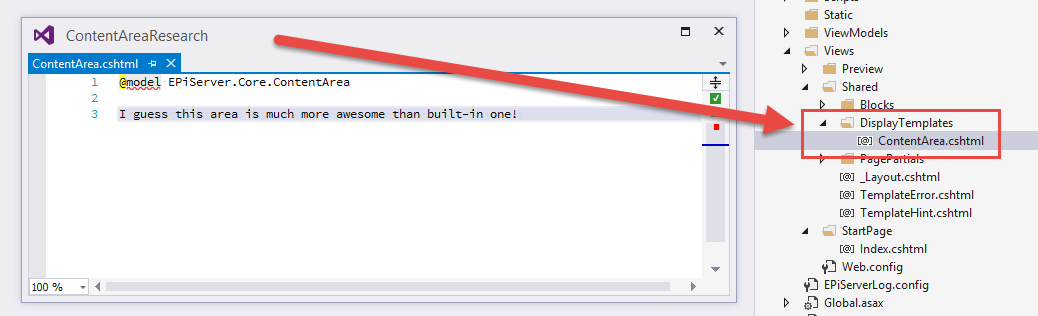 ContentAreaResearch
ContentArea.cshtml
1 @model EPiServer.Core.ContentArea
2
3 I guess this area is much more awesome than built-in one!
100 %
Static
ViewModels
Views
Preview
Shared
Blocks
DisplayTemplates
[@] ContentArea.cshtml
PagePartials
[@] _Layout.cshtml
[@] TemplateError.cshtml
[@] TemplateHint.cshtml
StartPage
[@] Index.cshtml
Web.config
EPiServerLog.config
Global.asax